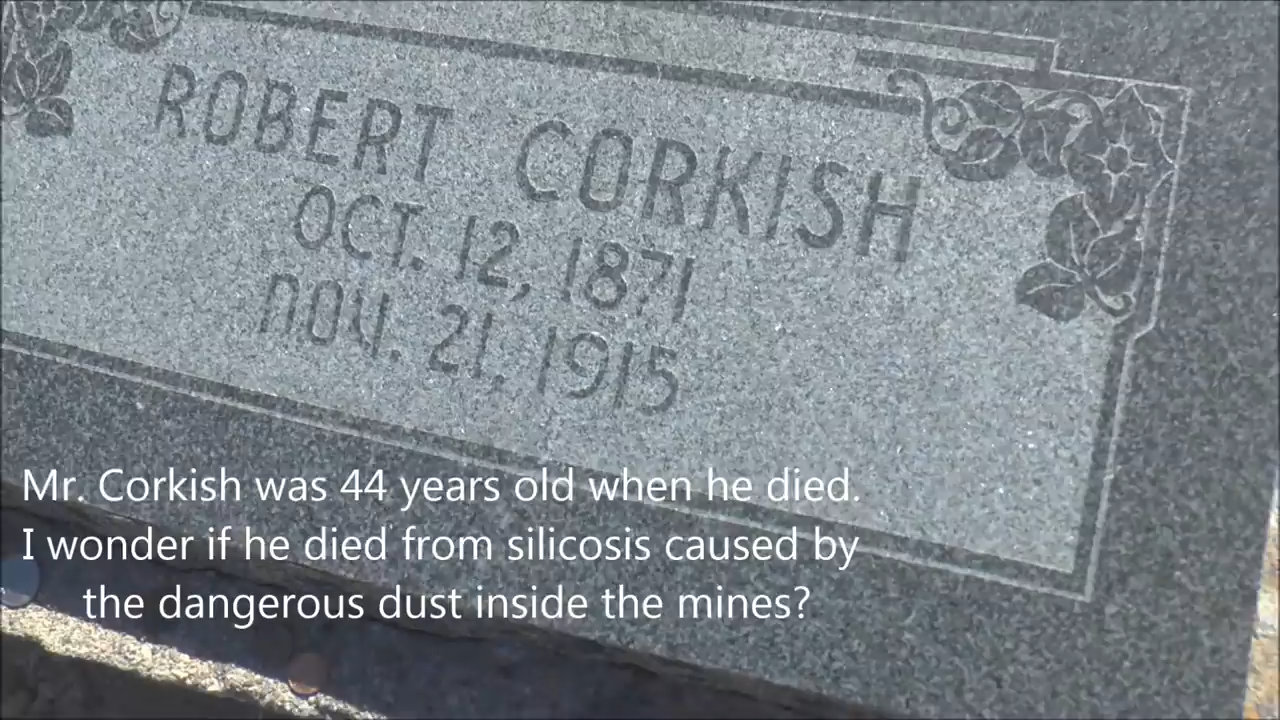 ROBERT CORKISH
OCT. 12, 1871
NOV. 21, 1915
Mr. Corkish was 44 years old when he died.
I wonder if he died from silicosis caused by
the dangerous dust inside the mines?